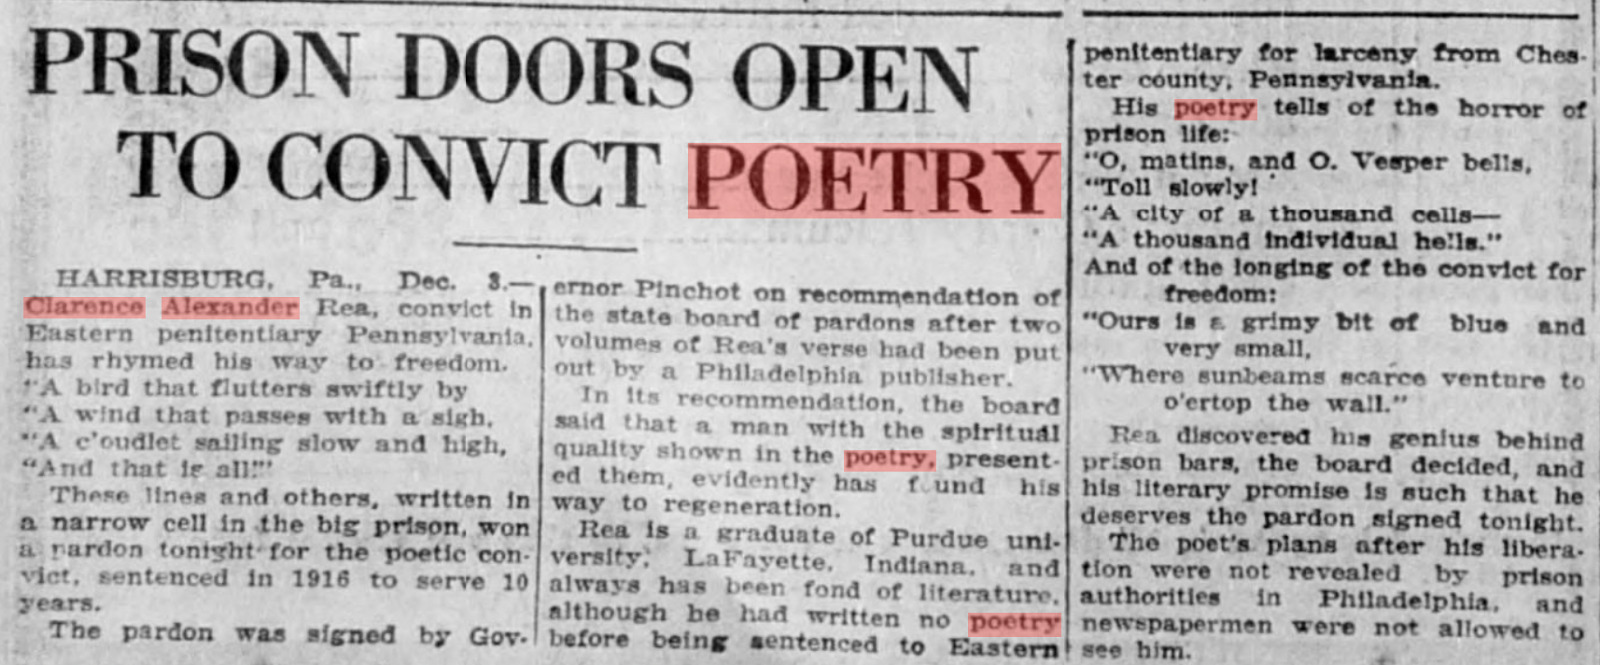 PRISON DOORS OPEN
TO CONVICT POETRY
HARRISBURG, Pa., Dec. 3.—
Clarence Alexander Rea, convict in
Eastern penitentiary Pennsylvania,
has rhymed his way to freedom.
"A bird that flutters swiftly by
"A wind that passes with a sigh,
"A c'oudlet sailing slow and high,
"And that is all!"
These lines and others, written in
a narrow cell in the big prison, won
a pardon tonight for the poetic con-
vict, sentenced in 1916 to serve 10
years.
The pardon was signed by Gov-
ernor Pinchot on recommendation of
the state board of pardons after two
volumes of Rea's verse had been put
out by a Philadelphia publisher.
In its recommendation, the board
said that a man with the spiritual
quality shown in the poetry, present-
ed them, evidently has found his
way to regeneration.
Rea is a graduate of Purdue uni-
versity, LaFayette, Indiana, and
always has been fond of literature,
although he had written no poetry
before being sentenced to Eastern
penitentiary for larceny from Ches-
ter county, Pennsylvania.
His poetry tells of the horror of
prison life:
"O, matins, and O. Vesper bells,
"Toll slowly!
"A city of a thousand cells—
"A thousand individual hells."
And of the longing of the convict for
freedom:
"Ours is a grimy bit of blue and
very small,
"Where sunbeams scarce venture to
o'ertop the wall."
Rea discovered his genius behind
prison bars, the board decided, and
his literary promise is such that he
deserves the pardon signed tonight.
The poet's plans after his libera-
tion were not revealed by prison
authorities in Philadelphia, and
newspapermen were not allowed to
see him.